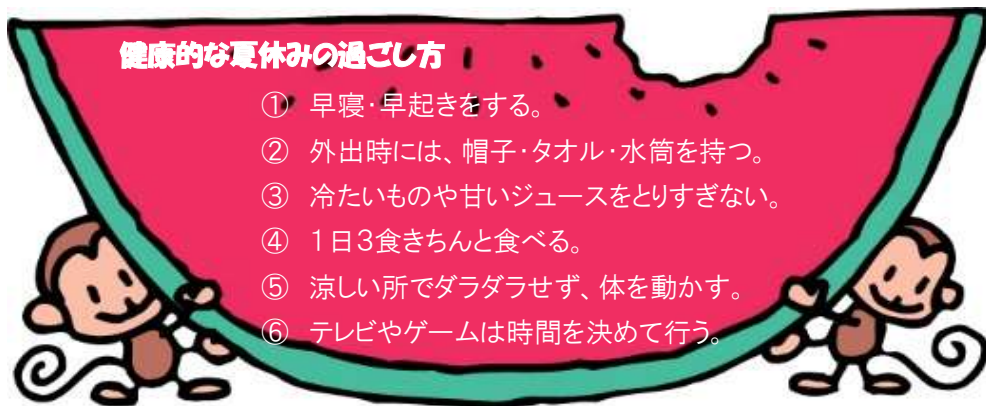 健康的な夏休みの過ごし方
① 早寝・早起きをする。
② 外出時には、帽子・タオル・水筒を持つ。
③ 冷たいものや甘いジュースをとりすぎない。
④ 1日3食きちんと食べる。
⑤ 涼しい所でダラダラせず、体を動かす。
⑥ テレビやゲームは時間を決めて行う。